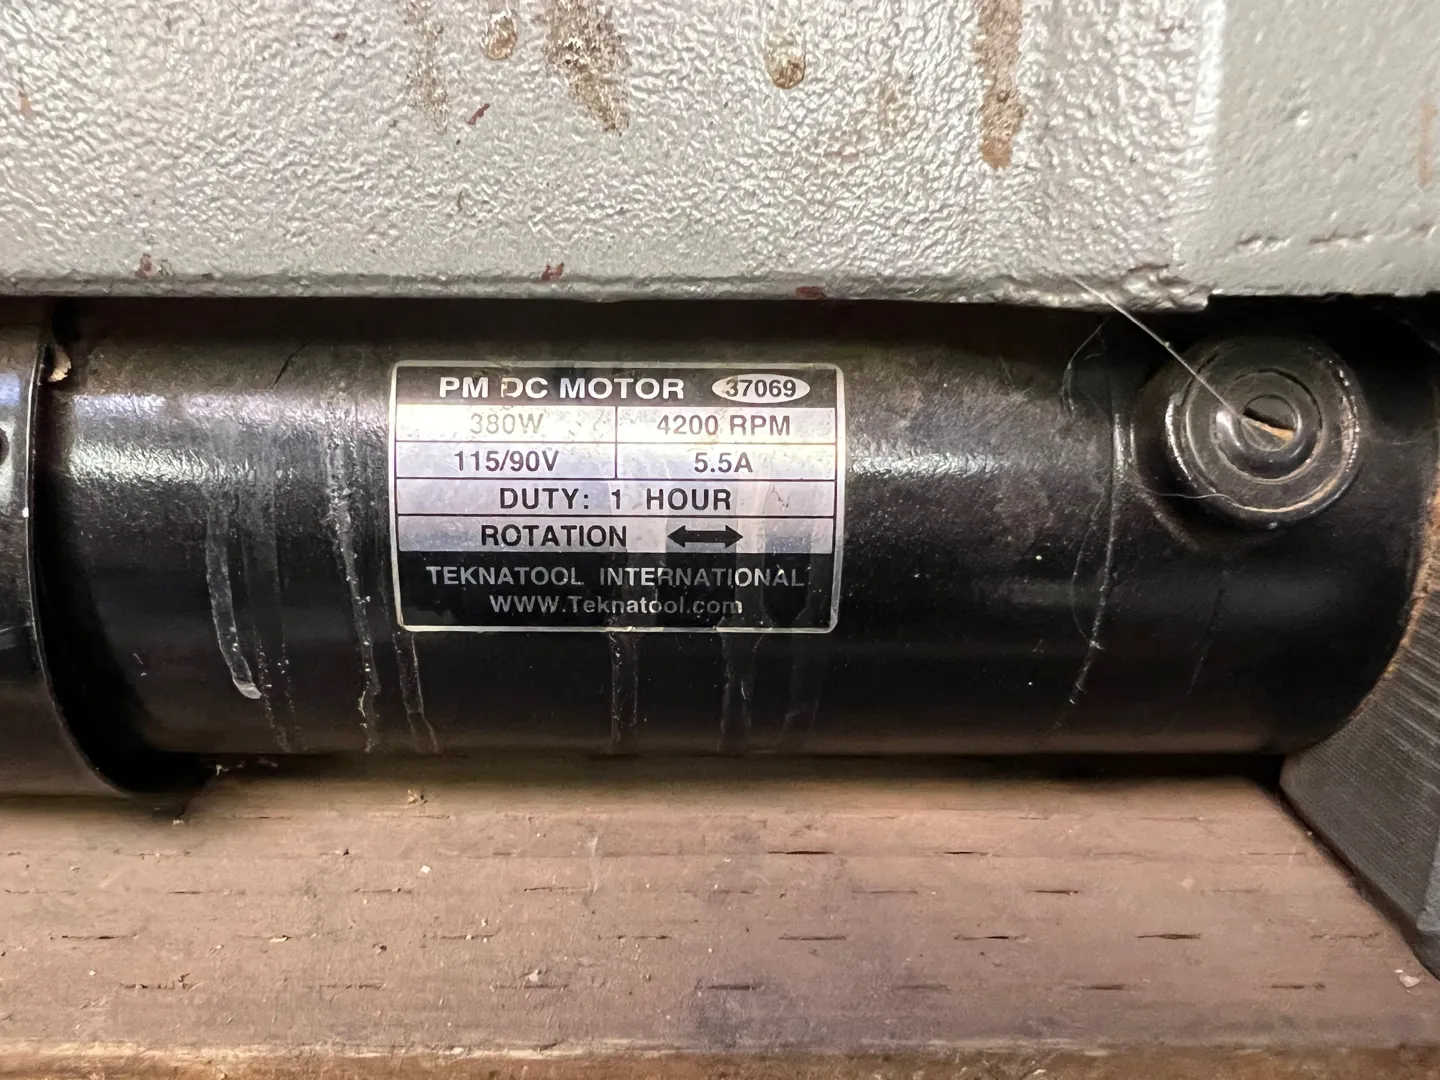 PM DC MOTOR 37069
380W 4200 RPM
115/90V 5.5A
DUTY: 1 HOUR
ROTATION
TEKNATOOL INTERNATIONAL
WWW.Teknatool.com